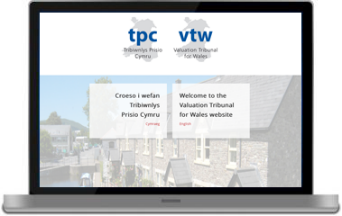 tpc
Tribiwnlys Prisio
Cymru
vtw
Valuation Tribunal
for Wales
Croeso i wefan
Tribiwnlys
Prisio Cymru
Cymraeg
Welcome to the
Valuation Tribunal
for Wales website
English